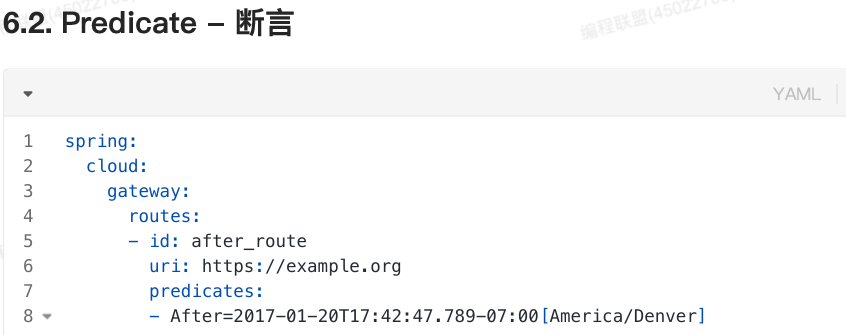 6.2. Predicate – 断言
编程联盟(4502270
YAML
1 spring:
2   cloud:
3     gateway:
4       routes:
5       - id: after_route
6         uri: https://example.org
7         predicates:
8         - After=2017-01-20T17:42:47.789-07:00[America/Denver]